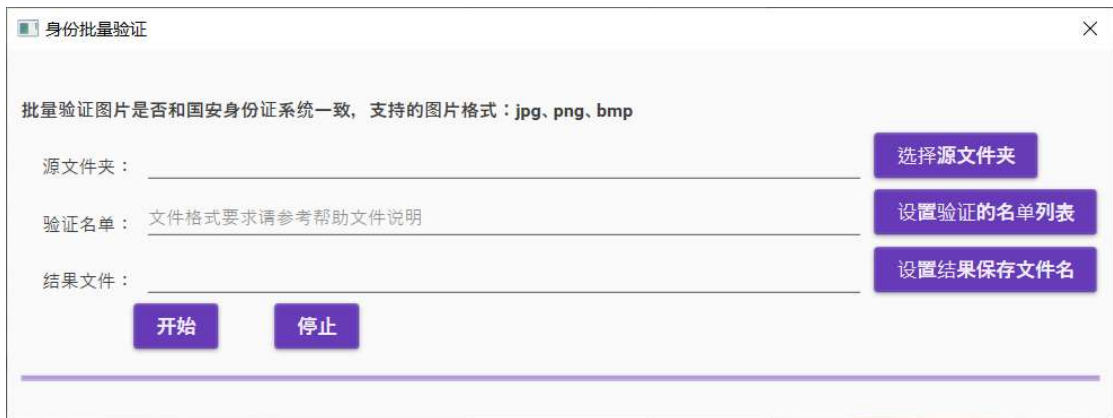 身份批量验证
批量验证图片是否和国安身份证系统一致，支持的图片格式：jpg、png、bmp
源文件夹： 选择源文件夹
验证名单： 文件格式要求请参考帮助文件说明 设置验证的名单列表
结果文件： 设置结果保存文件名
开始 停止